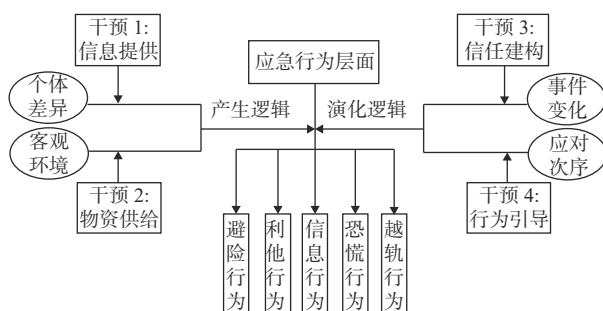 干预 1:
信息提供
个体
差异
客观
环境
干预 2:
物资供给
应急行为层面
产生逻辑
演化逻辑
避险行为
利他行为
信息行为
恐慌行为
越轨行为
干预 3:
信任建构
事件
变化
应对
次序
干预 4:
行为引导